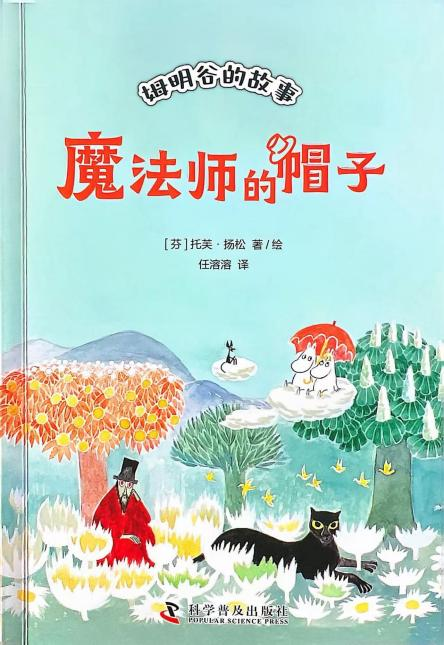 姆明谷的故事
魔法师的帽子
[芬]托芙·扬松 著/绘
任溶溶 译
科学普及出版社
POPULAR SCIENCE PRESS